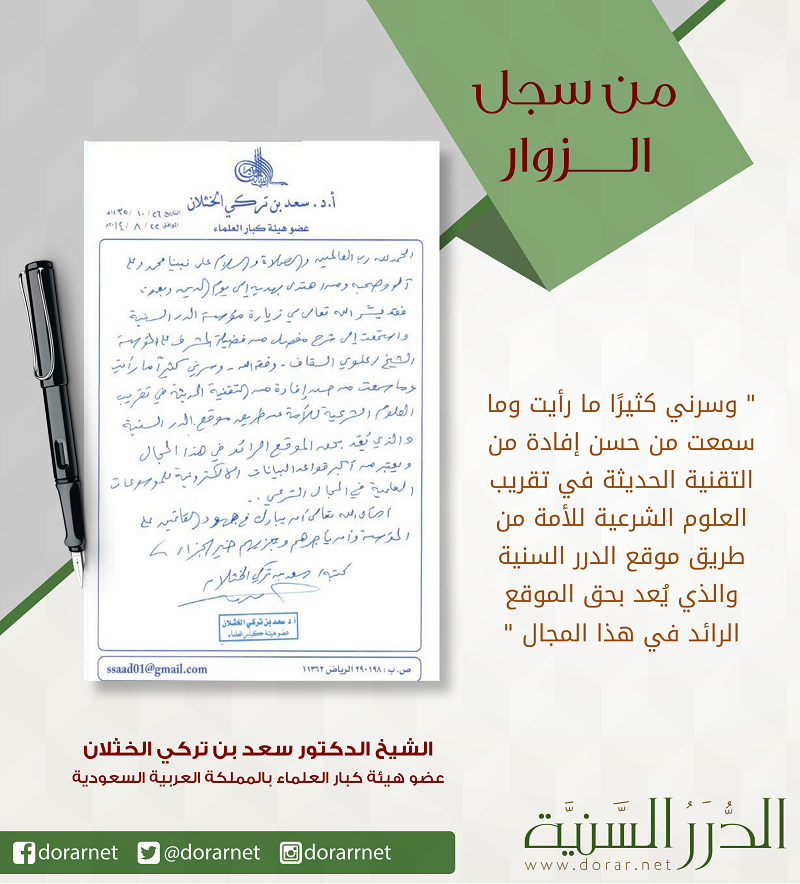 من سجل
الـــزوار
أ.د. سعد بن تركي الخثلان
عضو هيئة كبار العلماء
التاريخ ٢٦ / ١٠ / ١٤٣٥هـ
الموافق ٢٢ / ٨ / ٢٠١٤م
الحمد لله رب العالمين والصلاة والسلام على نبينا محمد وعلى
آله وصحبه ومن اهتدى بهديه إلى يوم الدين وبعد:
فقد يسّر الله تعالى لي زيارة مؤسسة الدرر السنية
واستمعت إلى شرح مفصل من فضيلة المشرف على المؤسسة
الشيخ علوي السقاف - وفقه الله - وسرني كثيراً ما رأيت
وما سمعت من حسن إفادة من التقنية الحديثة في تقريب
العلوم الشرعية للأمة عن طريق موقع الدرر السنية
والذي يُعد بحق الموقع الرائد في هذا المجال
ويعتبر من أكبر قواعد البيانات الالكترونية للموسوعات
العلمية في المجال الشرعي ..
أسأل الله تعالى أن يبارك في جهود القائمين على
المؤسسة وأن يأجرهم ويجزيهم خير الجزاء
كتبه / سعد بن تركي الخثلان
أ.د. سعد بن تركي الخثلان
عضو هيئة كبار العلماء
ص.ب : ٢٩٠١٩٨ الرياض ١١٣٦٢
ssaad01@gmail.com
" وسرني كثيرًا ما رأيت وما
سمعت من حسن إفادة من
التقنية الحديثة في تقريب
العلوم الشرعية للأمة من
طريق موقع الدرر السنية
والذي يُعد بحق الموقع
الرائد في هذا المجال "
الشيخ الدكتور سعد بن تركي الخثلان
عضو هيئة كبار العلماء بالمملكة العربية السعودية
الدُّرَرُ السَّنيَّة
www.dorar.net
dorarnet
@dorarnet
dorarrnet